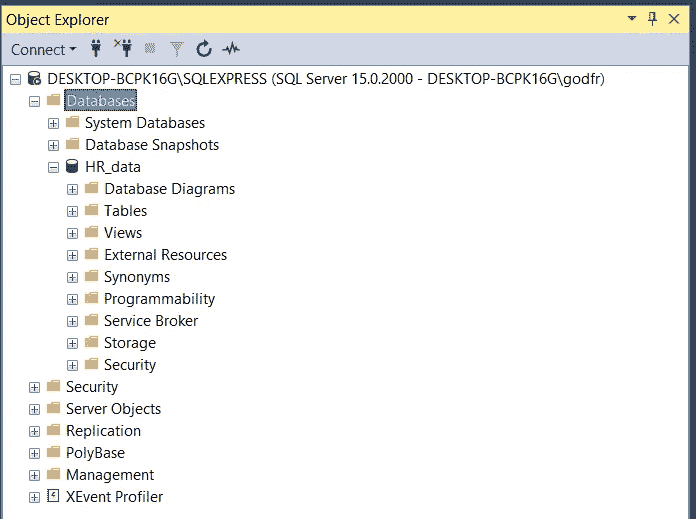 Object Explorer
Connect
DESKTOP-BCPK16G\SQLEXPRESS (SQL Server 15.0.2000 - DESKTOP-BCPK16G\godfr)
Databases
System Databases
Database Snapshots
HR_data
Database Diagrams
Tables
Views
External Resources
Synonyms
Programmability
Service Broker
Storage
Security
Security
Server Objects
Replication
PolyBase
Management
XEvent Profiler